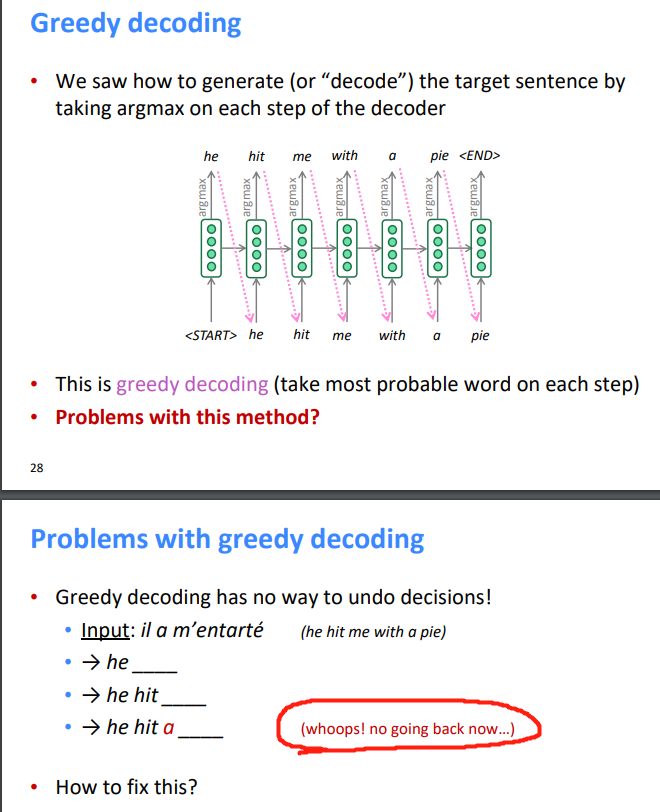 Greedy decoding
• We saw how to generate (or “decode”) the target sentence by
taking argmax on each step of the decoder
he hit me with a pie <END>
argmax argmax argmax argmax argmax argmax argmax
<START> he hit me with a pie
• This is greedy decoding (take most probable word on each step)
• Problems with this method?
28
Problems with greedy decoding
• Greedy decoding has no way to undo decisions!
• Input: il a m’entarté (he hit me with a pie)
• → he ____
• → he hit ____
• → he hit a ____ (whoops! no going back now…)
• How to fix this?